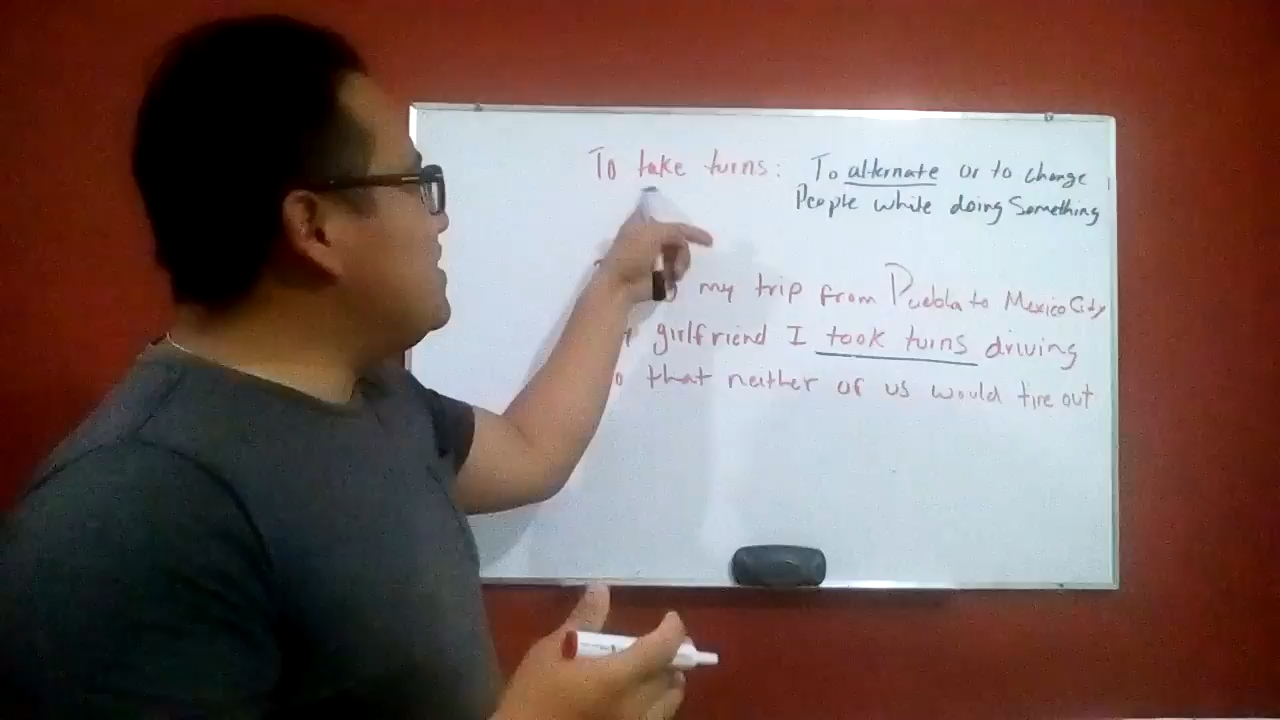 To take turns: To alternate or to change
People while doing Something
my trip from Puebla to Mexico City
girlfriend I took turns driving
that neither of us would tire out